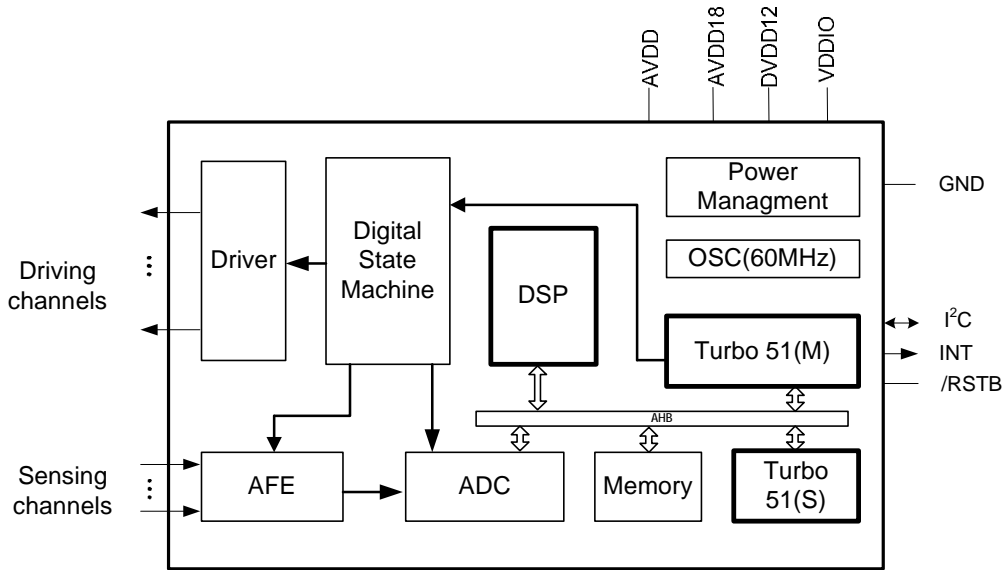 AVDD
AVDD18
DVDD12
VDDIO
Power
Managment
GND
Driver
Digital
State
Machine
DSP
OSC(60MHz)
Driving
channels
Turbo 51(M)
I²C
INT
/RSTB
AHB
Sensing
channels
AFE
ADC
Memory
Turbo
51(S)